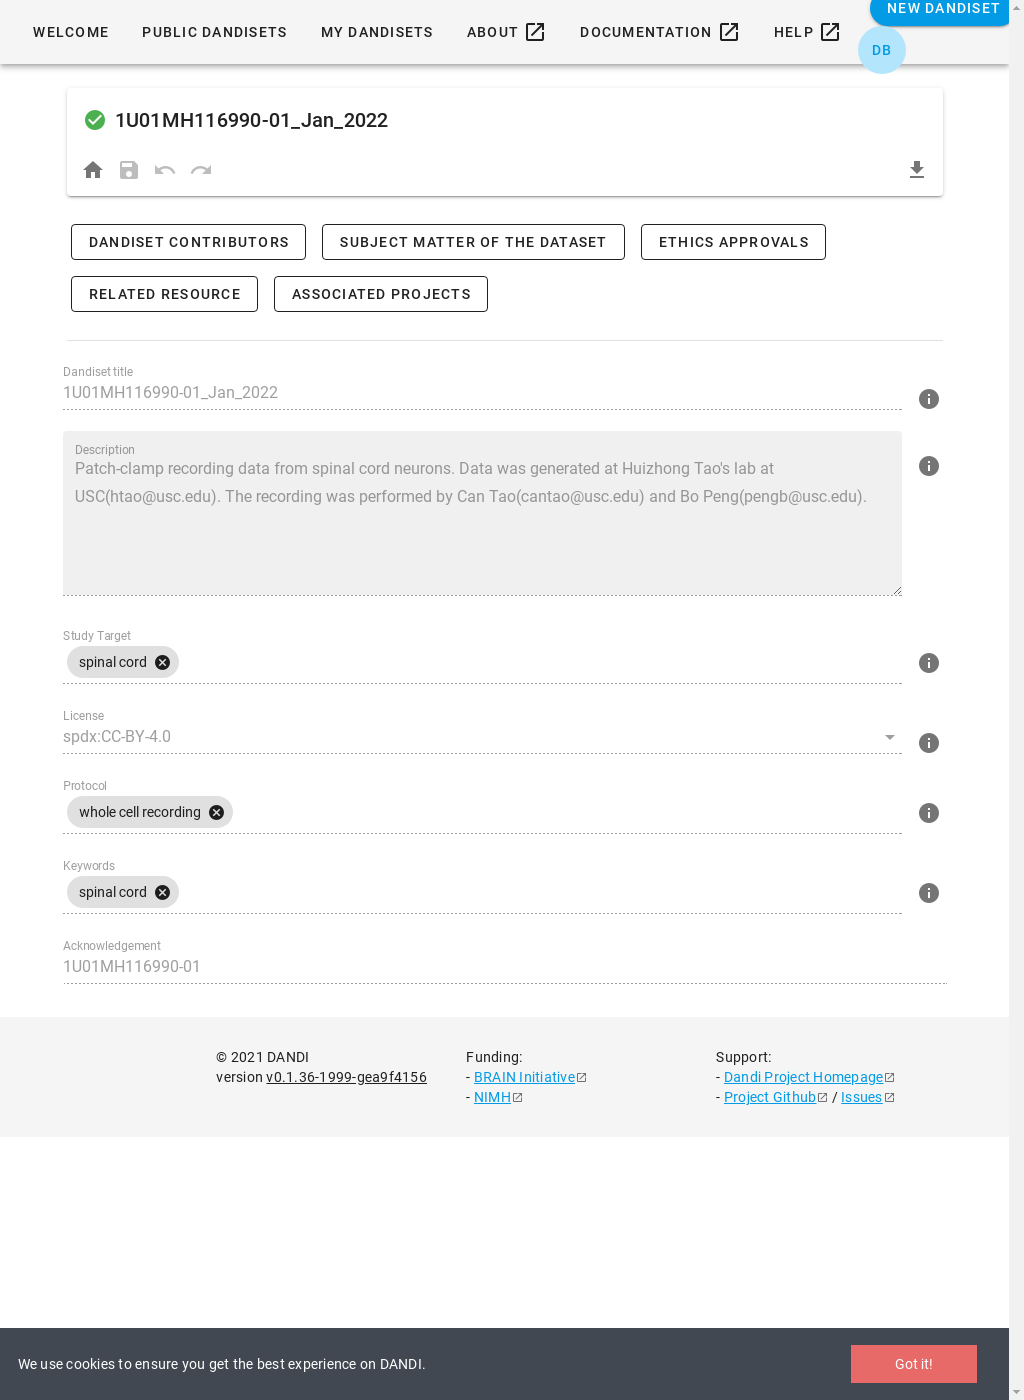 NEW DANDISET
WELCOME PUBLIC DANDISETS MY DANDISETS ABOUT DOCUMENTATION HELP
DB
1U01MH116990-01_Jan_2022
DANDISET CONTRIBUTORS SUBJECT MATTER OF THE DATASET ETHICS APPROVALS
RELATED RESOURCE ASSOCIATED PROJECTS
Dandiset title
1U01MH116990-01_Jan_2022
Description
Patch-clamp recording data from spinal cord neurons. Data was generated at Huizhong Tao's lab at
USC(htao@usc.edu). The recording was performed by Can Tao(cantao@usc.edu) and Bo Peng(pengb@usc.edu).
Study Target
spinal cord
License
spdx:CC-BY-4.0
Protocol
whole cell recording
Keywords
spinal cord
Acknowledgement
1U01MH116990-01
© 2021 DANDI
version v0.1.36-1999-gea9f4156
Funding:
- BRAIN Initiative
- NIMH
Support:
- Dandi Project Homepage
- Project Github / Issues
We use cookies to ensure you get the best experience on DANDI.
Got it!